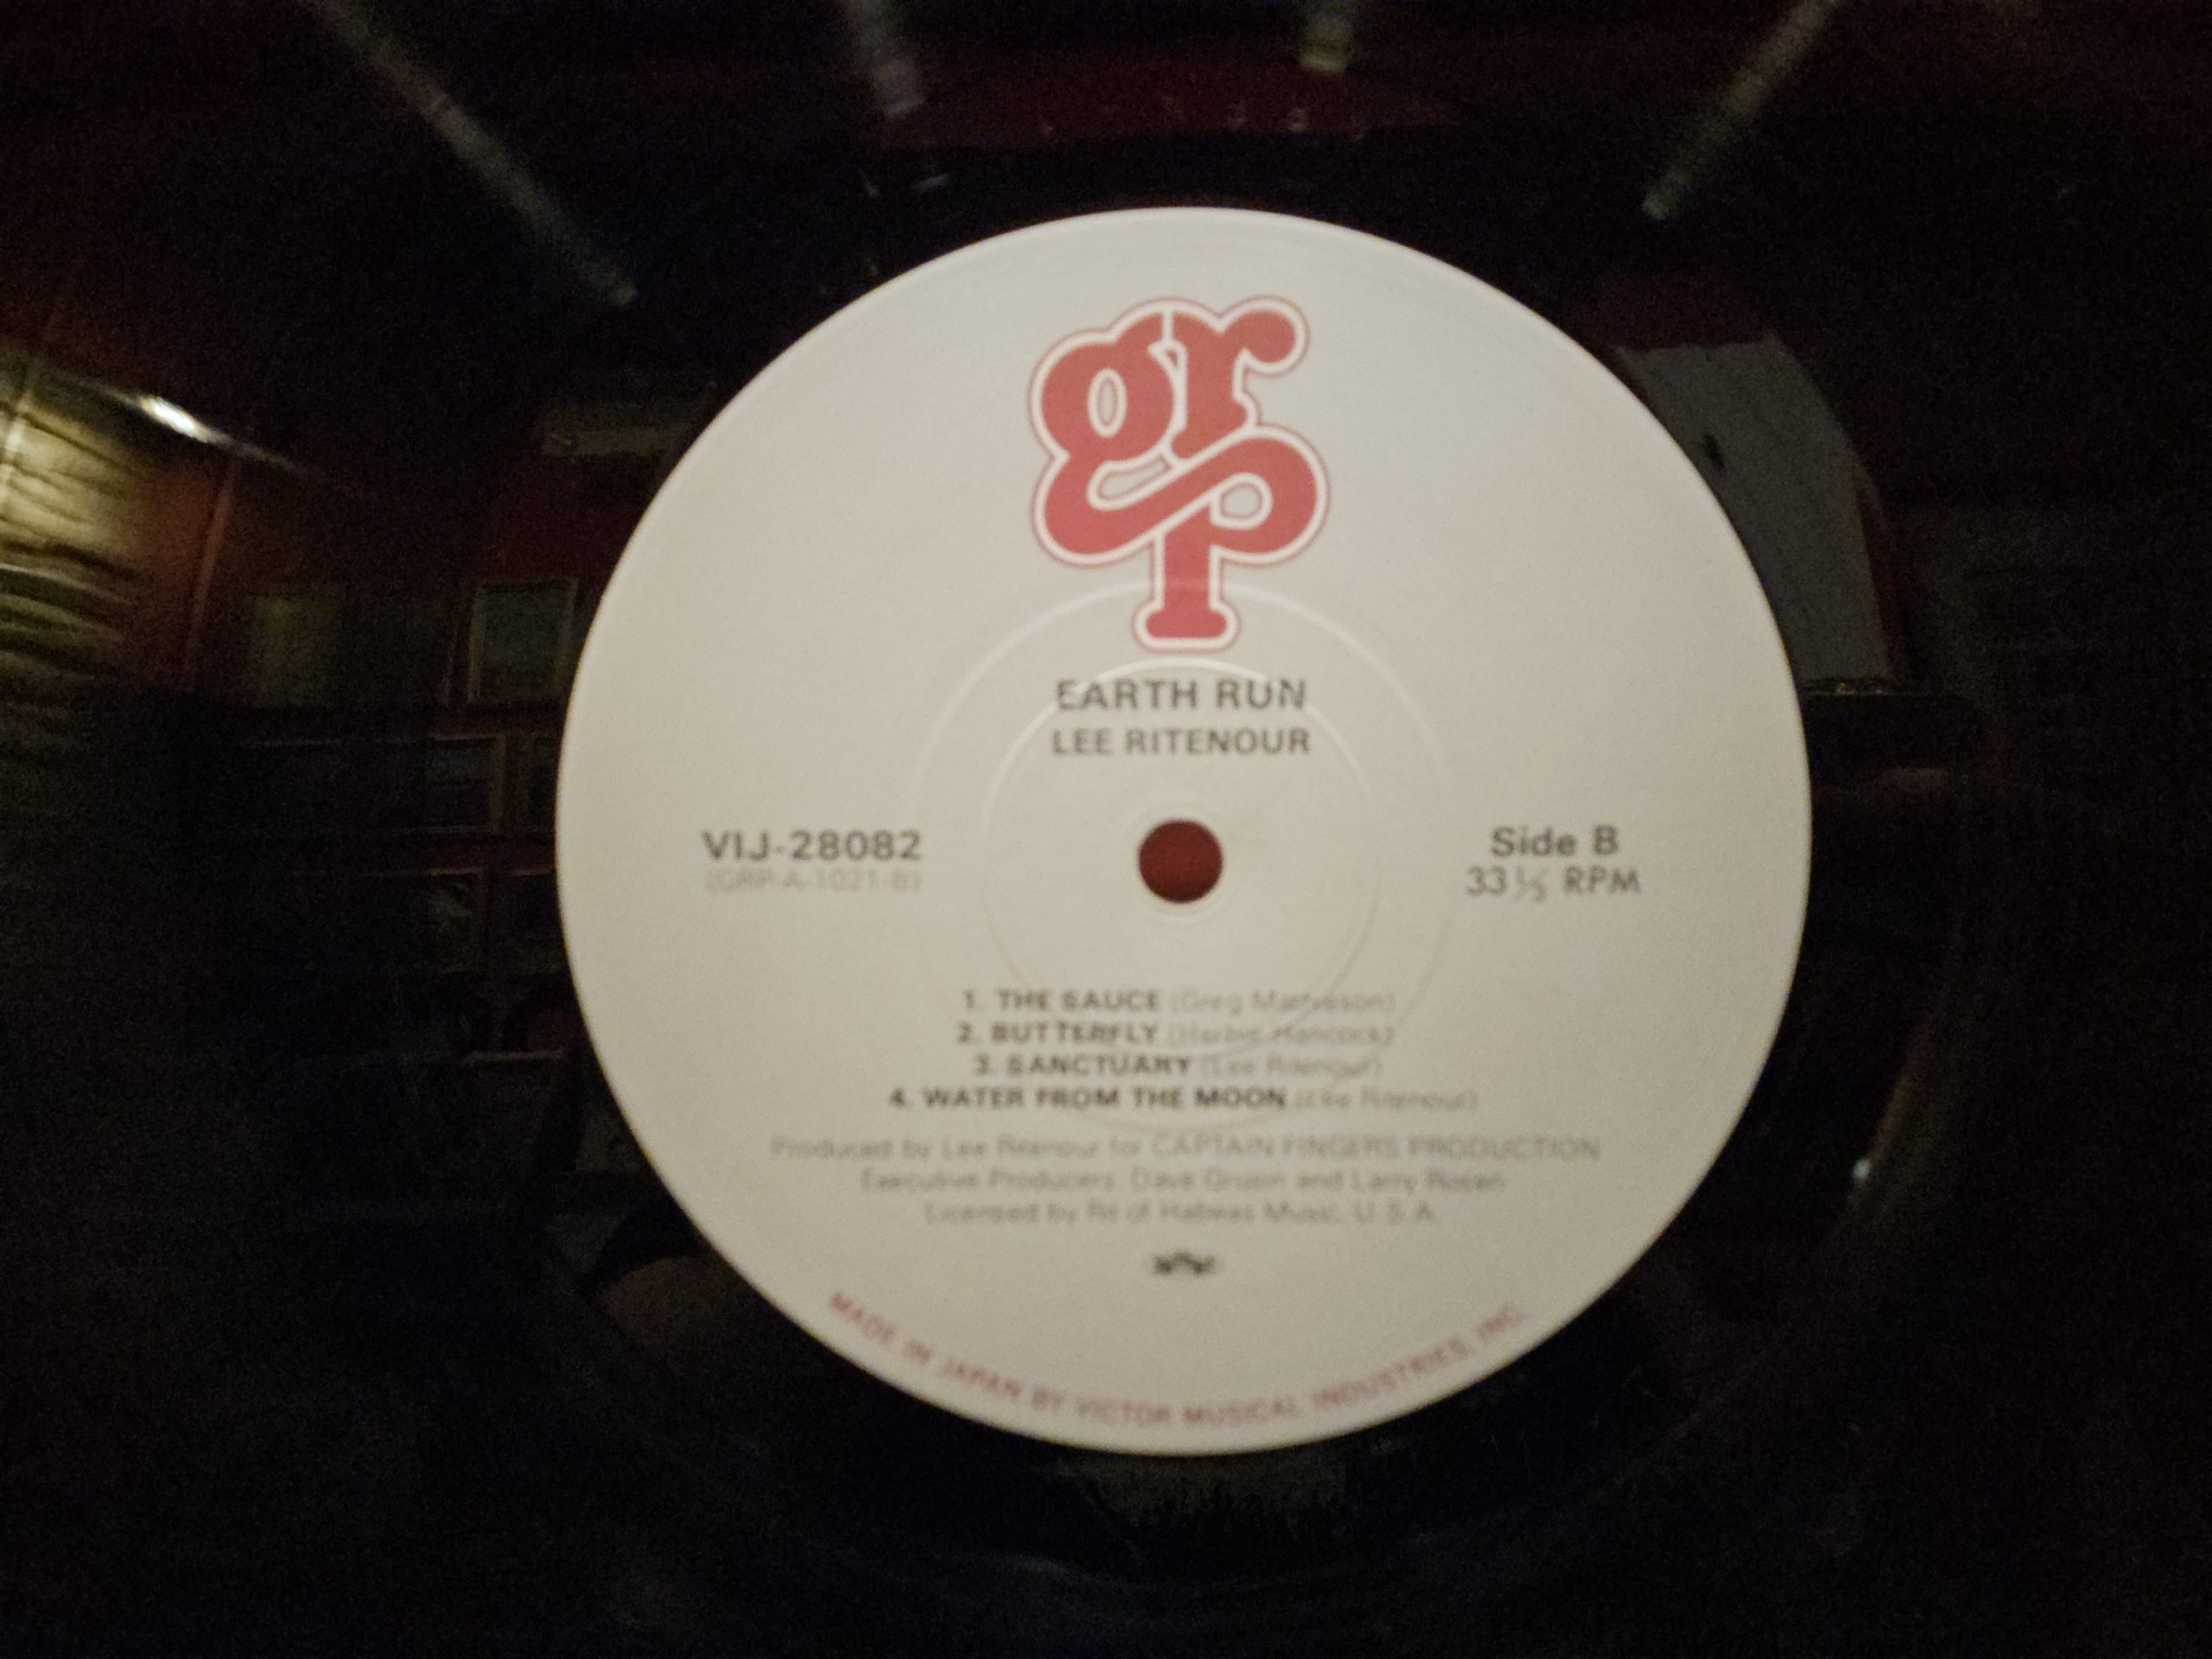 grp
EARTH RUN
LEE RITENOUR
VIJ-28082
(GRP-A-1021-B)
Side B
33 1/3 RPM
1. THE SAUCE (Greg Mathieson)
2. BUTTERFLY (Herbie Hancock)
3. SANCTUARY (Lee Ritenour)
4. WATER FROM THE MOON (Lee Ritenour)
Produced by Lee Ritenour for CAPTAIN FINGERS PRODUCTION
Executive Producers: Dave Grusin and Larry Rosen
Licensed by Rit of Habeas Music, U.S.A.
MADE IN JAPAN BY VICTOR MUSICAL INDUSTRIES, INC.